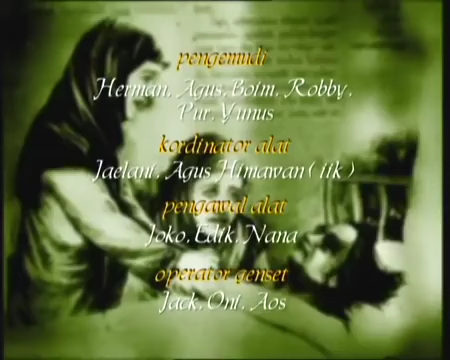 pengemudi
Herman, Agus, Boim, Robby,
Pur, Yunus
kordinator alat
Jaelani, Agus Himawan ( iik )
pengawal alat
Joko, Edik, Nana
operator genset
Jack, Oni, Aos